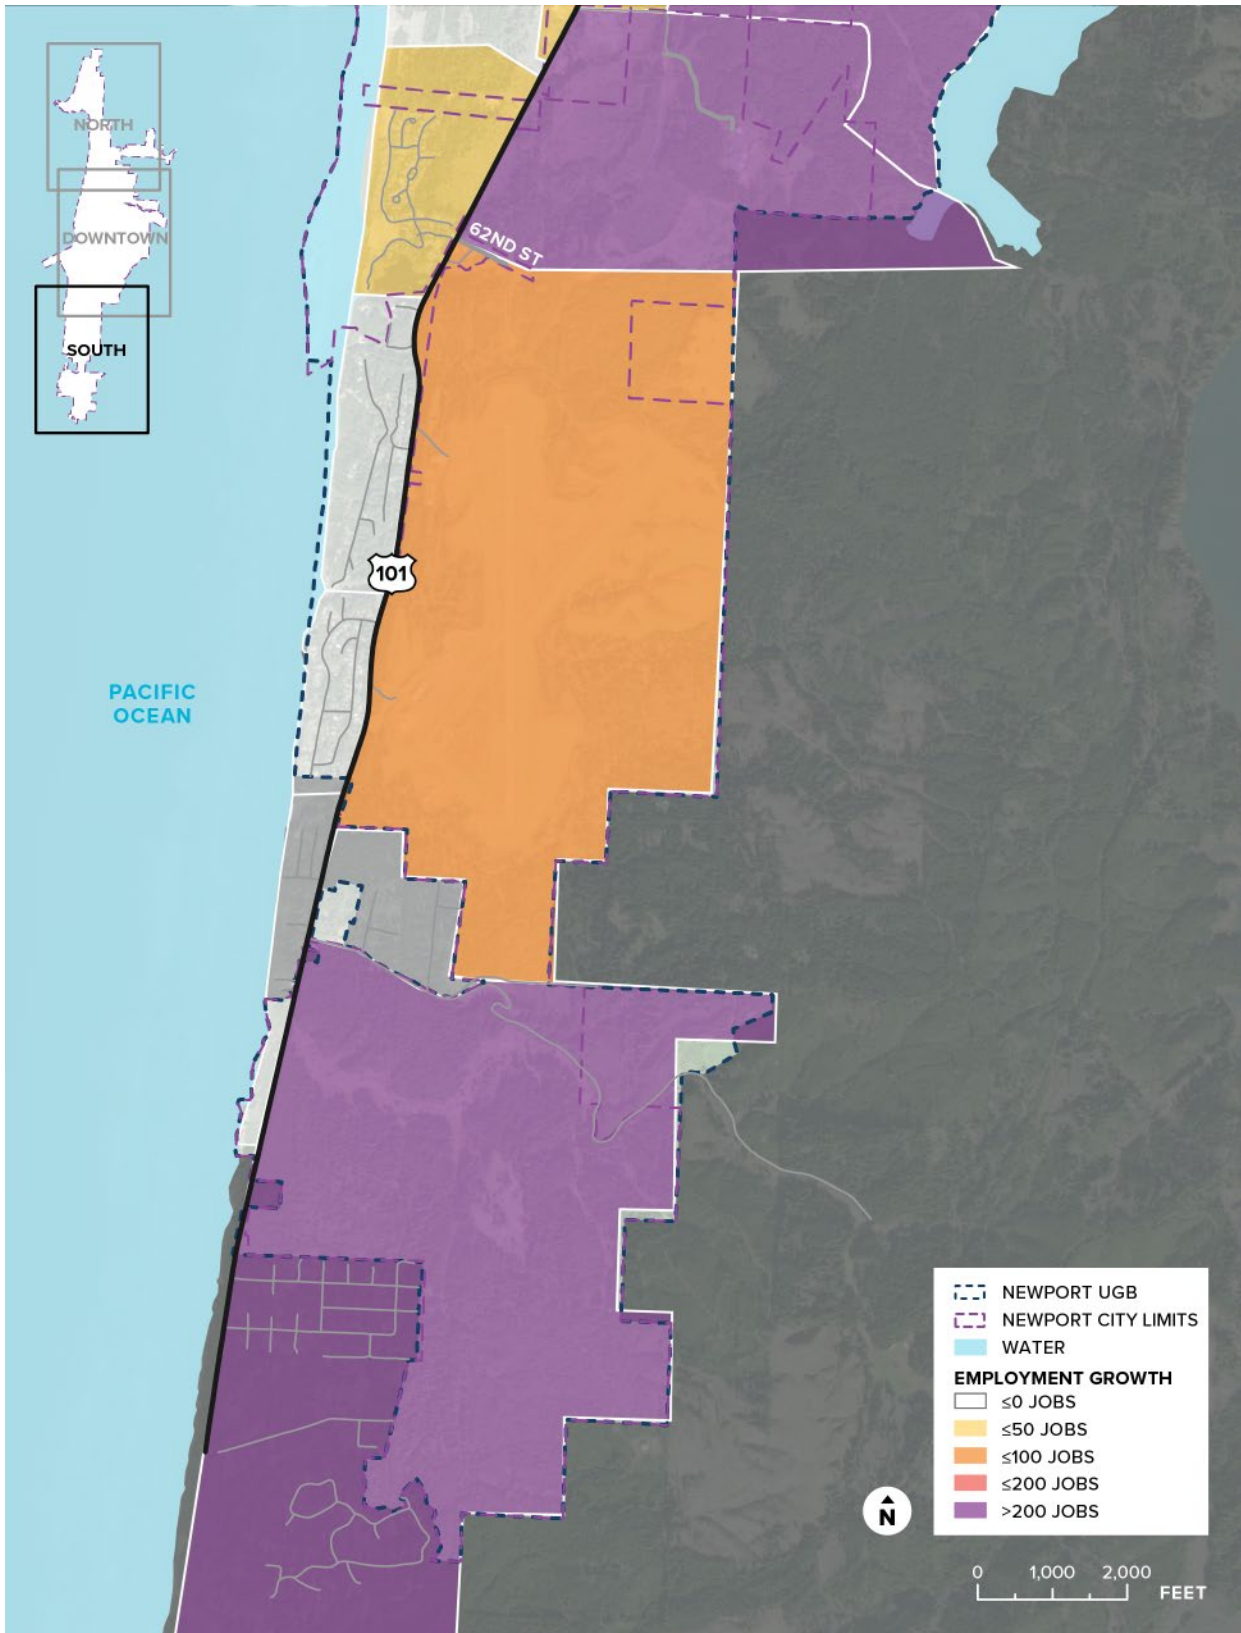 NORTH
DOWNTOWN
SOUTH
62ND ST
101
PACIFIC
OCEAN
NEWPORT UGB
NEWPORT CITY LIMITS
WATER
EMPLOYMENT GROWTH
≤0 JOBS
≤50 JOBS
≤100 JOBS
≤200 JOBS
>200 JOBS
N
0 1,000 2,000
FEET